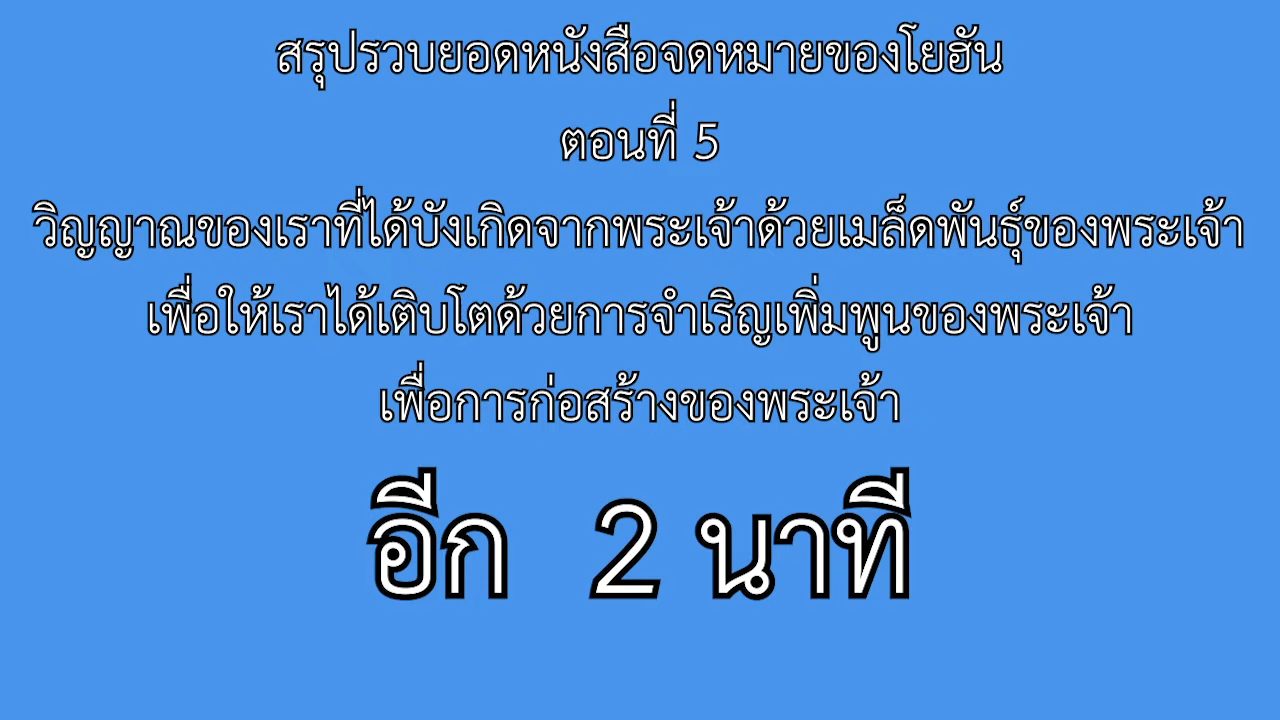 สรุปรวบยอดหนังสือจดหมายของโยฮัน
ตอนที่ 5
วิญญาณของเราที่ได้บังเกิดจากพระเจ้าด้วยเมล็ดพันธุ์ของพระเจ้า
เพื่อให้เราได้เติบโตด้วยการจำเริญเพิ่มพูนของพระเจ้า
เพื่อการก่อสร้างของพระเจ้า
อีก 2 นาที